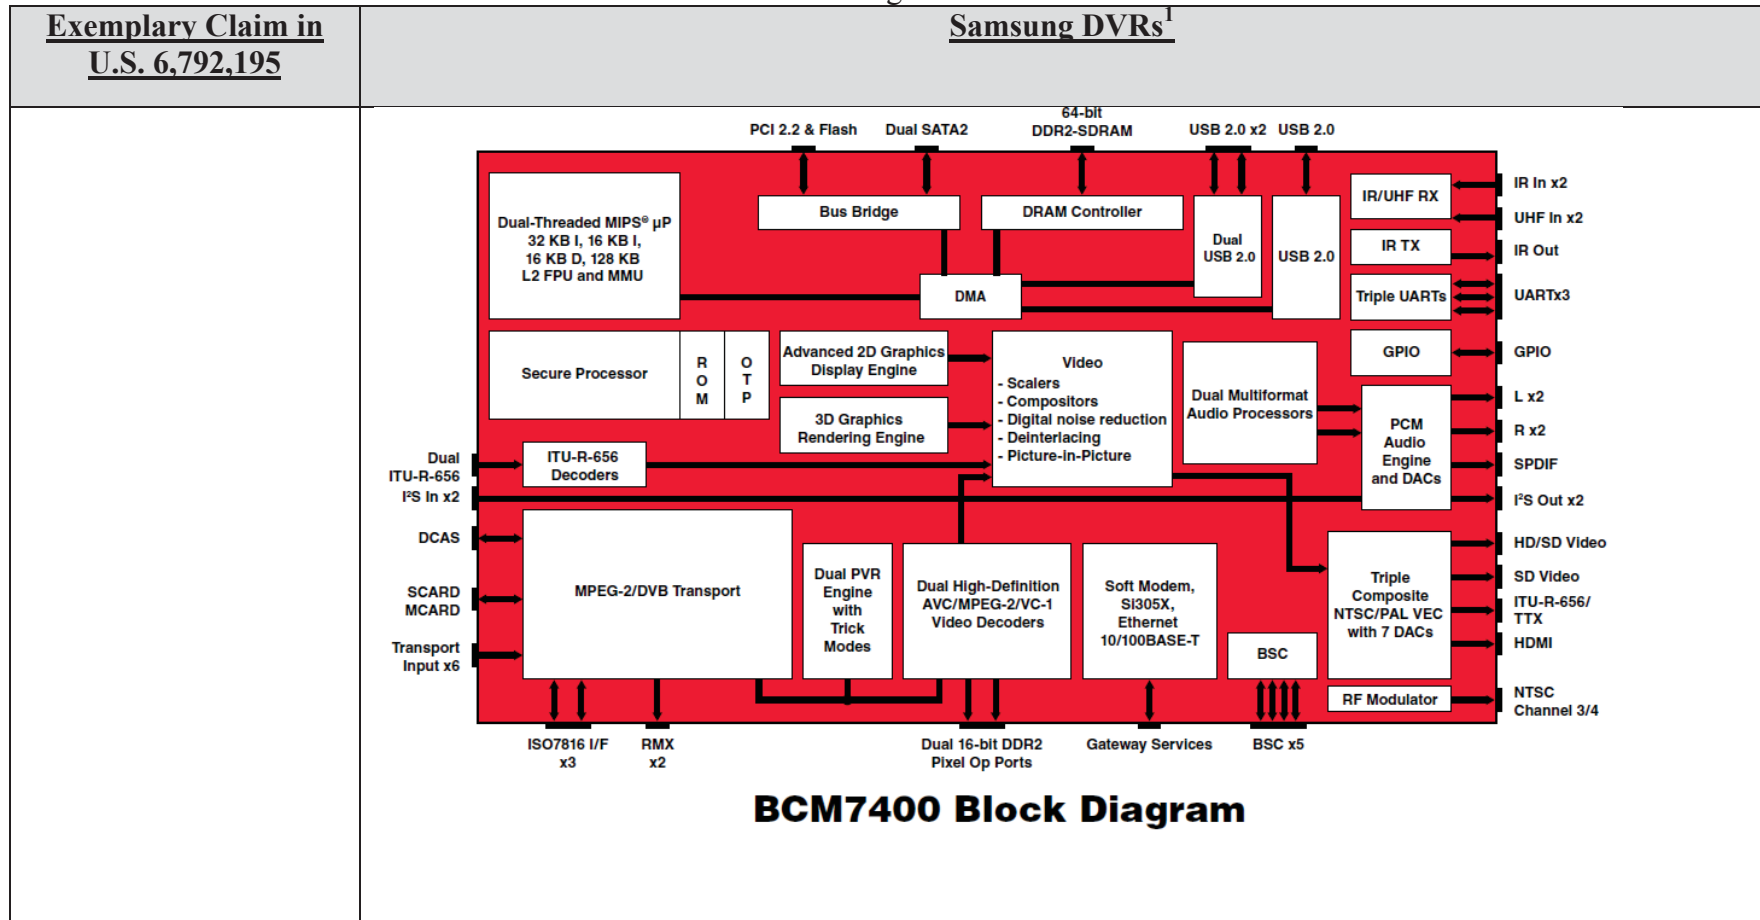 Exemplary Claim in
U.S. 6,792,195
Samsung DVRs1
PCI 2.2 & Flash
Dual SATA2
64-bit
DDR2-SDRAM
USB 2.0 x2
USB 2.0
Dual-Threaded MIPS® µP
32 KB I, 16 KB I,
16 KB D, 128 KB
L2 FPU and MMU
Bus Bridge
DRAM Controller
Dual
USB 2.0
USB 2.0
IR/UHF RX
IR In x2
UHF In x2
IR TX
IR Out
DMA
Triple UARTs
UARTx3
Secure Processor
R
O
M
O
T
P
Advanced 2D Graphics
Display Engine
3D Graphics
Rendering Engine
Video
- Scalers
- Compositors
- Digital noise reduction
- Deinterlacing
- Picture-in-Picture
Dual Multiformat
Audio Processors
GPIO
GPIO
PCM
Audio
Engine
and DACs
L x2
R x2
SPDIF
I²S Out x2
Dual
ITU-R-656
I²S In x2
ITU-R-656
Decoders
DCAS
SCARD
MCARD
Transport
Input x6
MPEG-2/DVB Transport
Dual PVR
Engine
with
Trick
Modes
Dual High-Definition
AVC/MPEG-2/VC-1
Video Decoders
Soft Modem,
Si305X,
Ethernet
10/100BASE-T
BSC
Triple
Composite
NTSC/PAL VEC
with 7 DACs
HD/SD Video
SD Video
ITU-R-656/
TTX
HDMI
RF Modulator
NTSC
Channel 3/4
ISO7816 I/F
x3
RMX
x2
Dual 16-bit DDR2
Pixel Op Ports
Gateway Services
BSC x5
BCM7400 Block Diagram